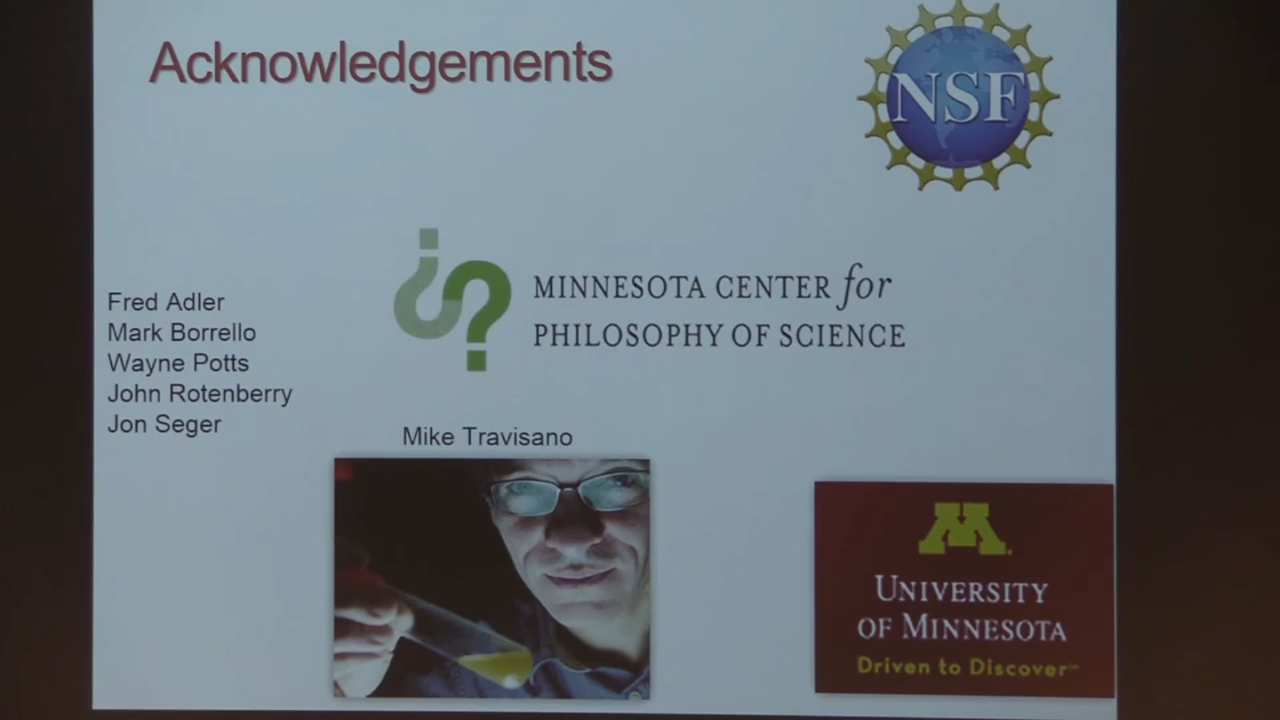 Acknowledgements
NSF
MINNESOTA CENTER for
PHILOSOPHY OF SCIENCE
Fred Adler
Mark Borrello
Wayne Potts
John Rotenberry
Jon Seger
Mike Travisano
M
UNIVERSITY
OF MINNESOTA
Driven to Discover℠